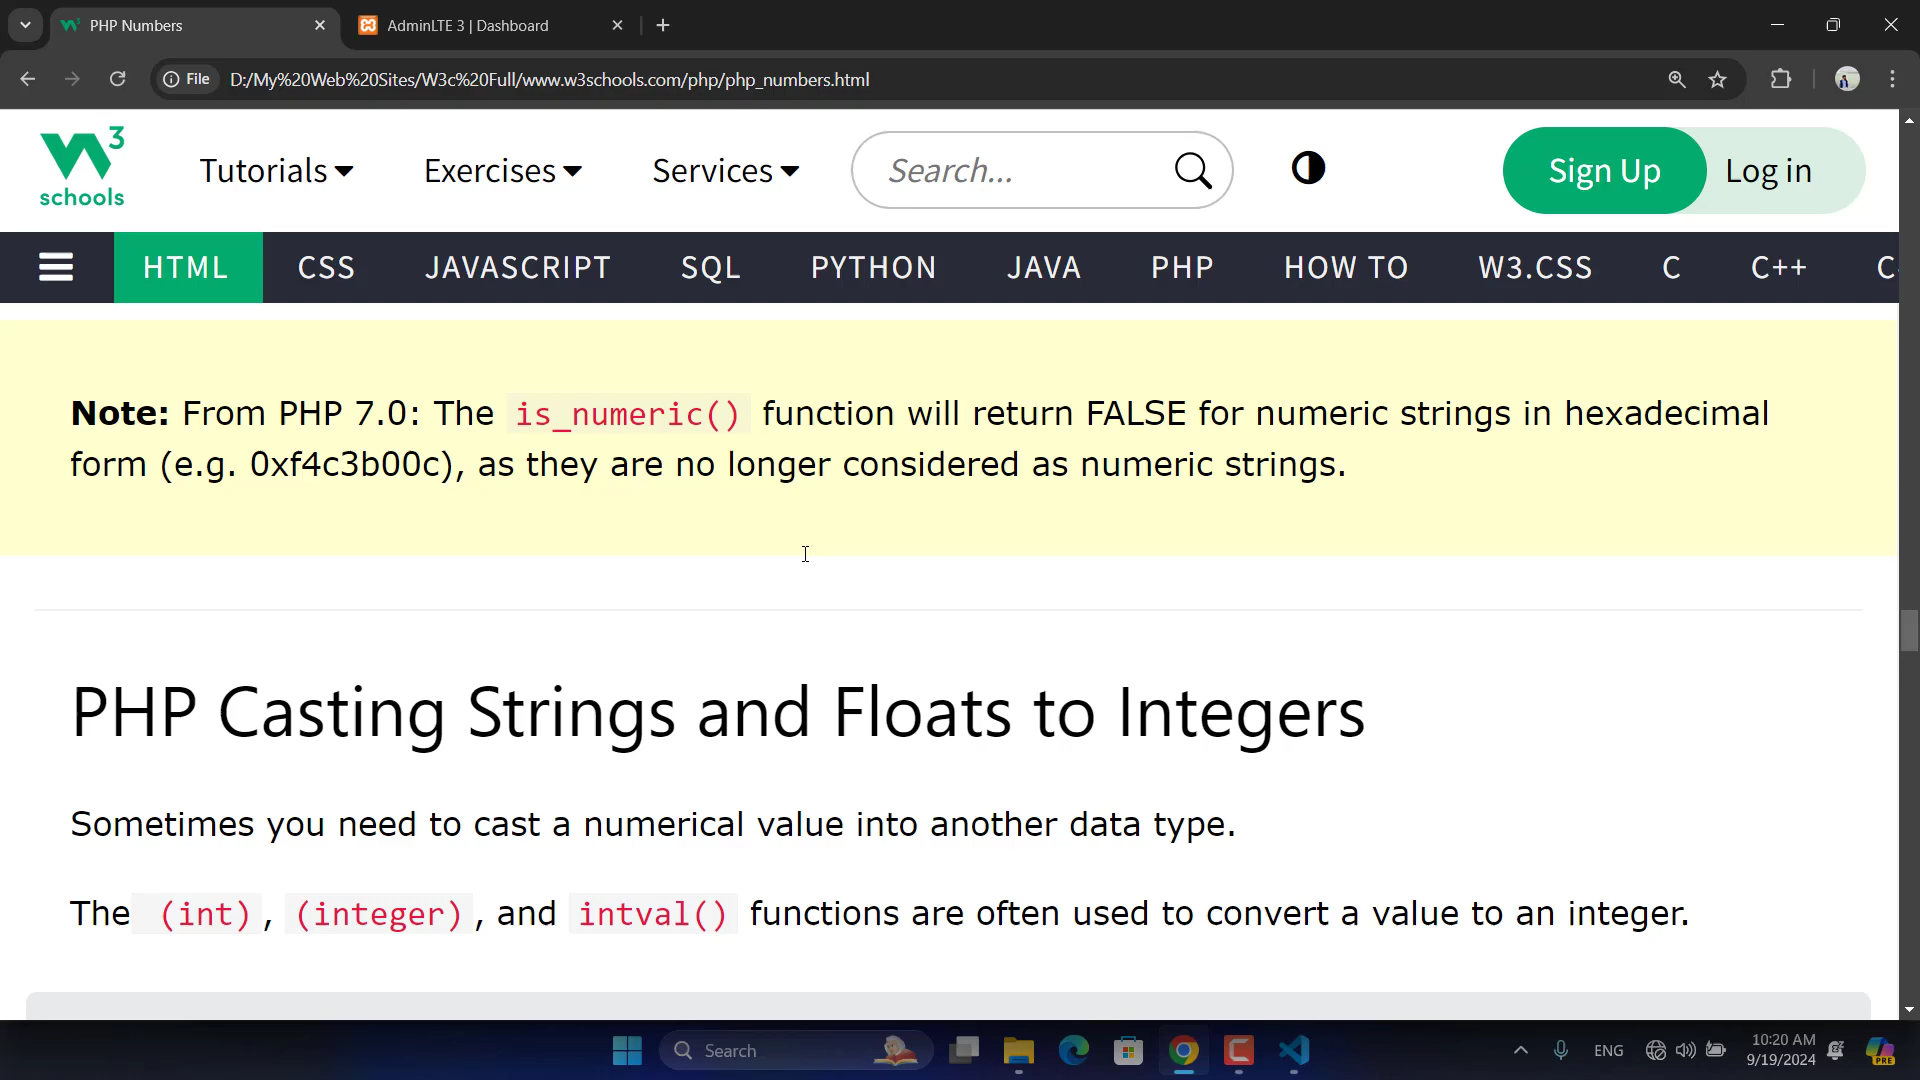 PHP Numbers
AdminLTE 3 | Dashboard
File
D:/My%20Web%20Sites/W3c%20Full/www.w3schools.com/php/php_numbers.html
W3
schools
Tutorials
Exercises
Services
Search...
Sign Up
Log in
HTML CSS JAVASCRIPT SQL PYTHON JAVA PHP HOW TO W3.CSS C C++
Note: From PHP 7.0: The is_numeric() function will return FALSE for numeric strings in hexadecimal
form (e.g. 0xf4c3b00c), as they are no longer considered as numeric strings.
PHP Casting Strings and Floats to Integers
Sometimes you need to cast a numerical value into another data type.
The (int), (integer), and intval() functions are often used to convert a value to an integer.
Search
ENG
10:20 AM
9/19/2024
PRE